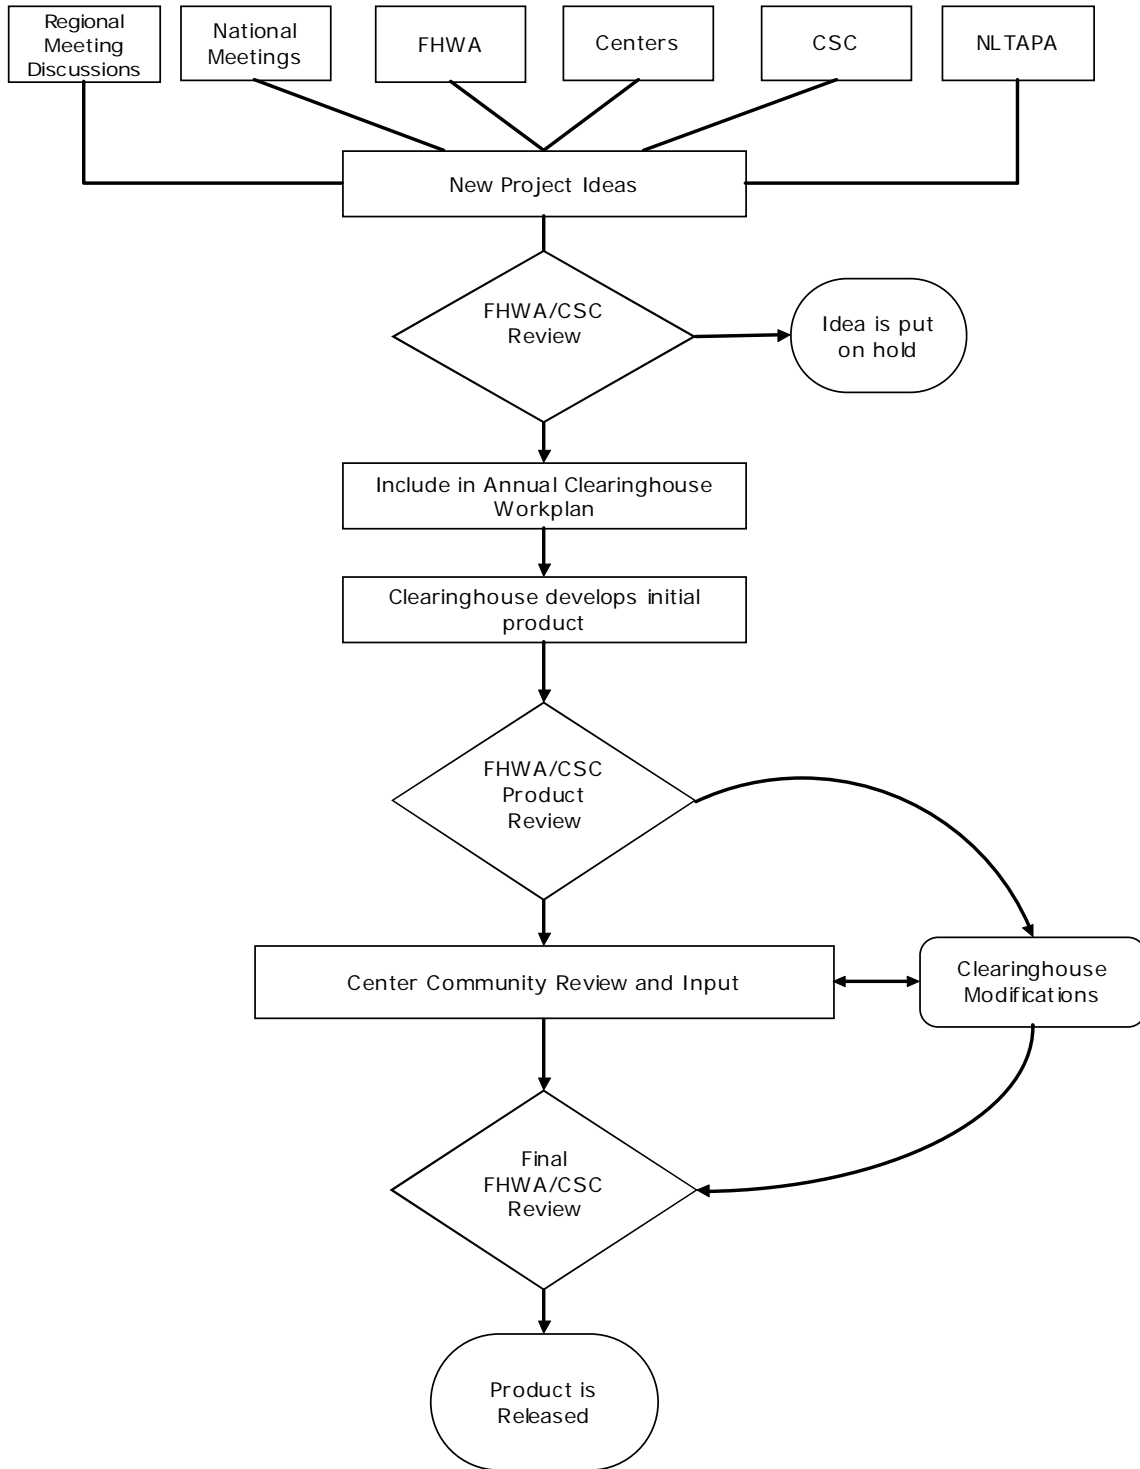 Regional
Meeting
Discussions
National
Meetings
FHWA
Centers
CSC
NLTAPA
New Project Ideas
FHWA/CSC
Review
Idea is put
on hold
Include in Annual Clearinghouse
Workplan
Clearinghouse develops initial
product
FHWA/CSC
Product
Review
Center Community Review and Input
Clearinghouse
Modifications
Final
FHWA/CSC
Review
Product is
Released